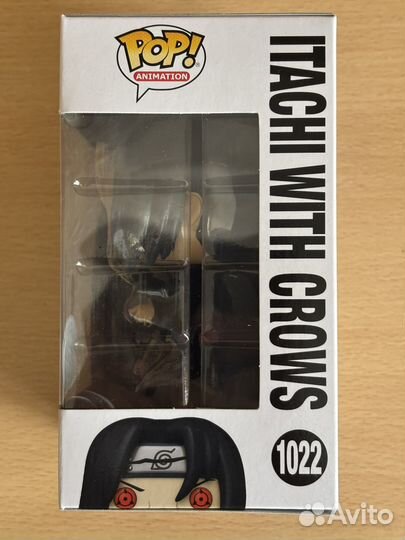 POP!
ANIMATION
ITACHI WITH CROWS
1022
Avito